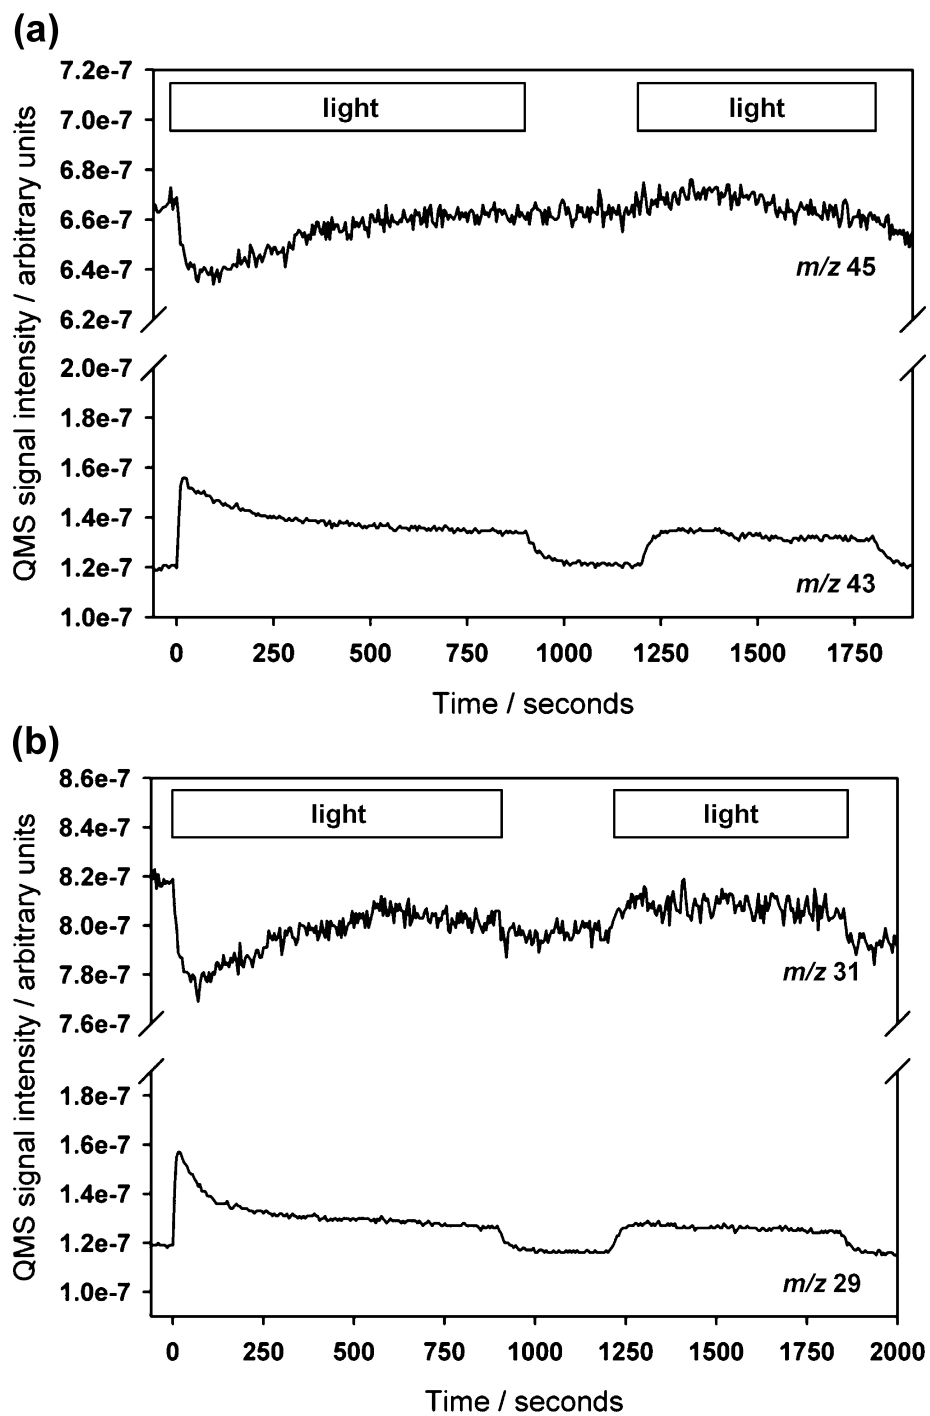 (a)
QMS signal intensity / arbitrary units
7.2e-7
7.0e-7
6.8e-7
6.6e-7
6.4e-7
6.2e-7
light
light
m/z 45
2.0e-7
1.8e-7
1.6e-7
1.4e-7
1.2e-7
1.0e-7
m/z 43
0 250 500 750 1000 1250 1500 1750
Time / seconds
(b)
QMS signal intensity / arbitrary units
8.6e-7
8.4e-7
8.2e-7
8.0e-7
7.8e-7
7.6e-7
light
light
m/z 31
1.8e-7
1.6e-7
1.4e-7
1.2e-7
1.0e-7
m/z 29
0 250 500 750 1000 1250 1500 1750 2000
Time / seconds